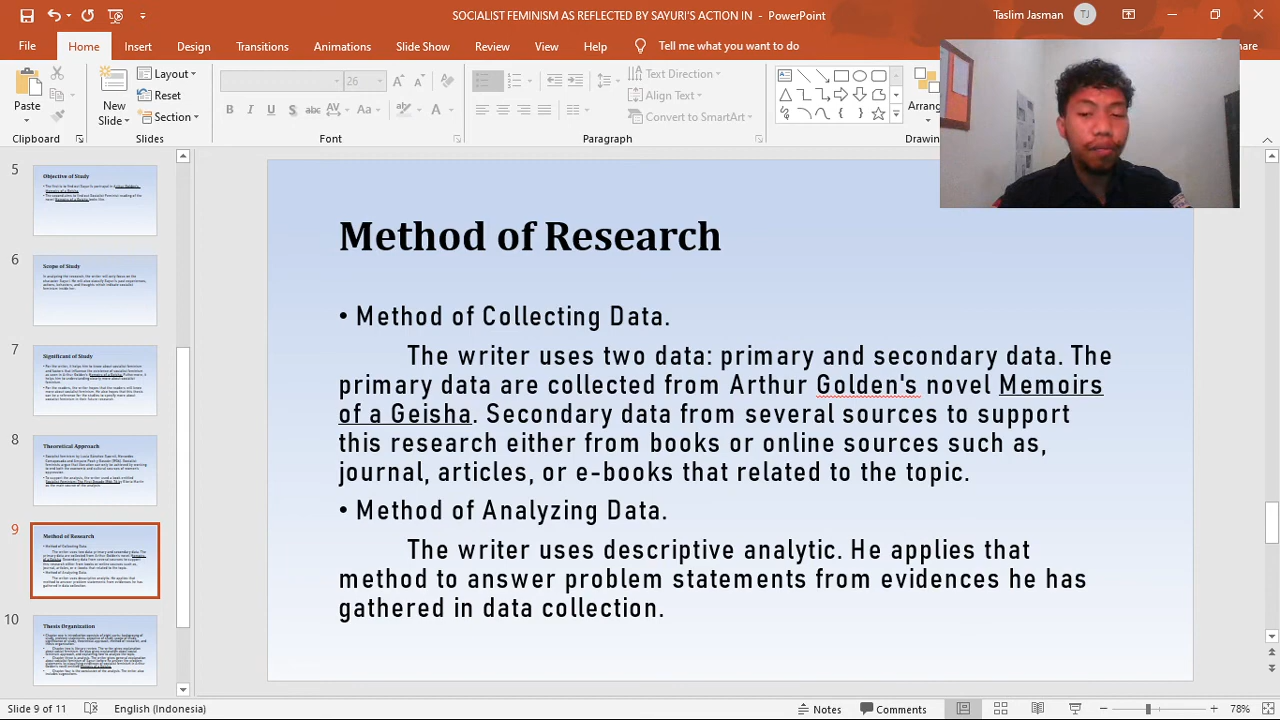 SOCIALIST FEMINISM AS REFLECTED BY SAYURI'S ACTION IN - PowerPoint
Taslim Jasman TJ
File Home Insert Design Transitions Animations Slide Show Review View Help Tell me what you want to do
Paste
Clipboard
New Slide
Layout
Reset
Section
Slides
26
Font
Text Direction
Align Text
Convert to SmartArt
Paragraph
Arrange
Drawin
5
Objective of Study
6
Scope of Study
7
Significant of Study
8
Theoretical Approach
9
Method of Research
10
Thesis Organization
Method of Research
• Method of Collecting Data.
The writer uses two data: primary and secondary data. The
primary data are collected from Arthur Golden's novel Memoirs
of a Geisha. Secondary data from several sources to support
this research either from books or online sources such as,
journal, articles, or e-books that related to the topic.
• Method of Analyzing Data.
The writer uses descriptive analytic. He applies that
method to answer problem statements from evidences he has
gathered in data collection.
Slide 9 of 11 English (Indonesia) Notes Comments 78%